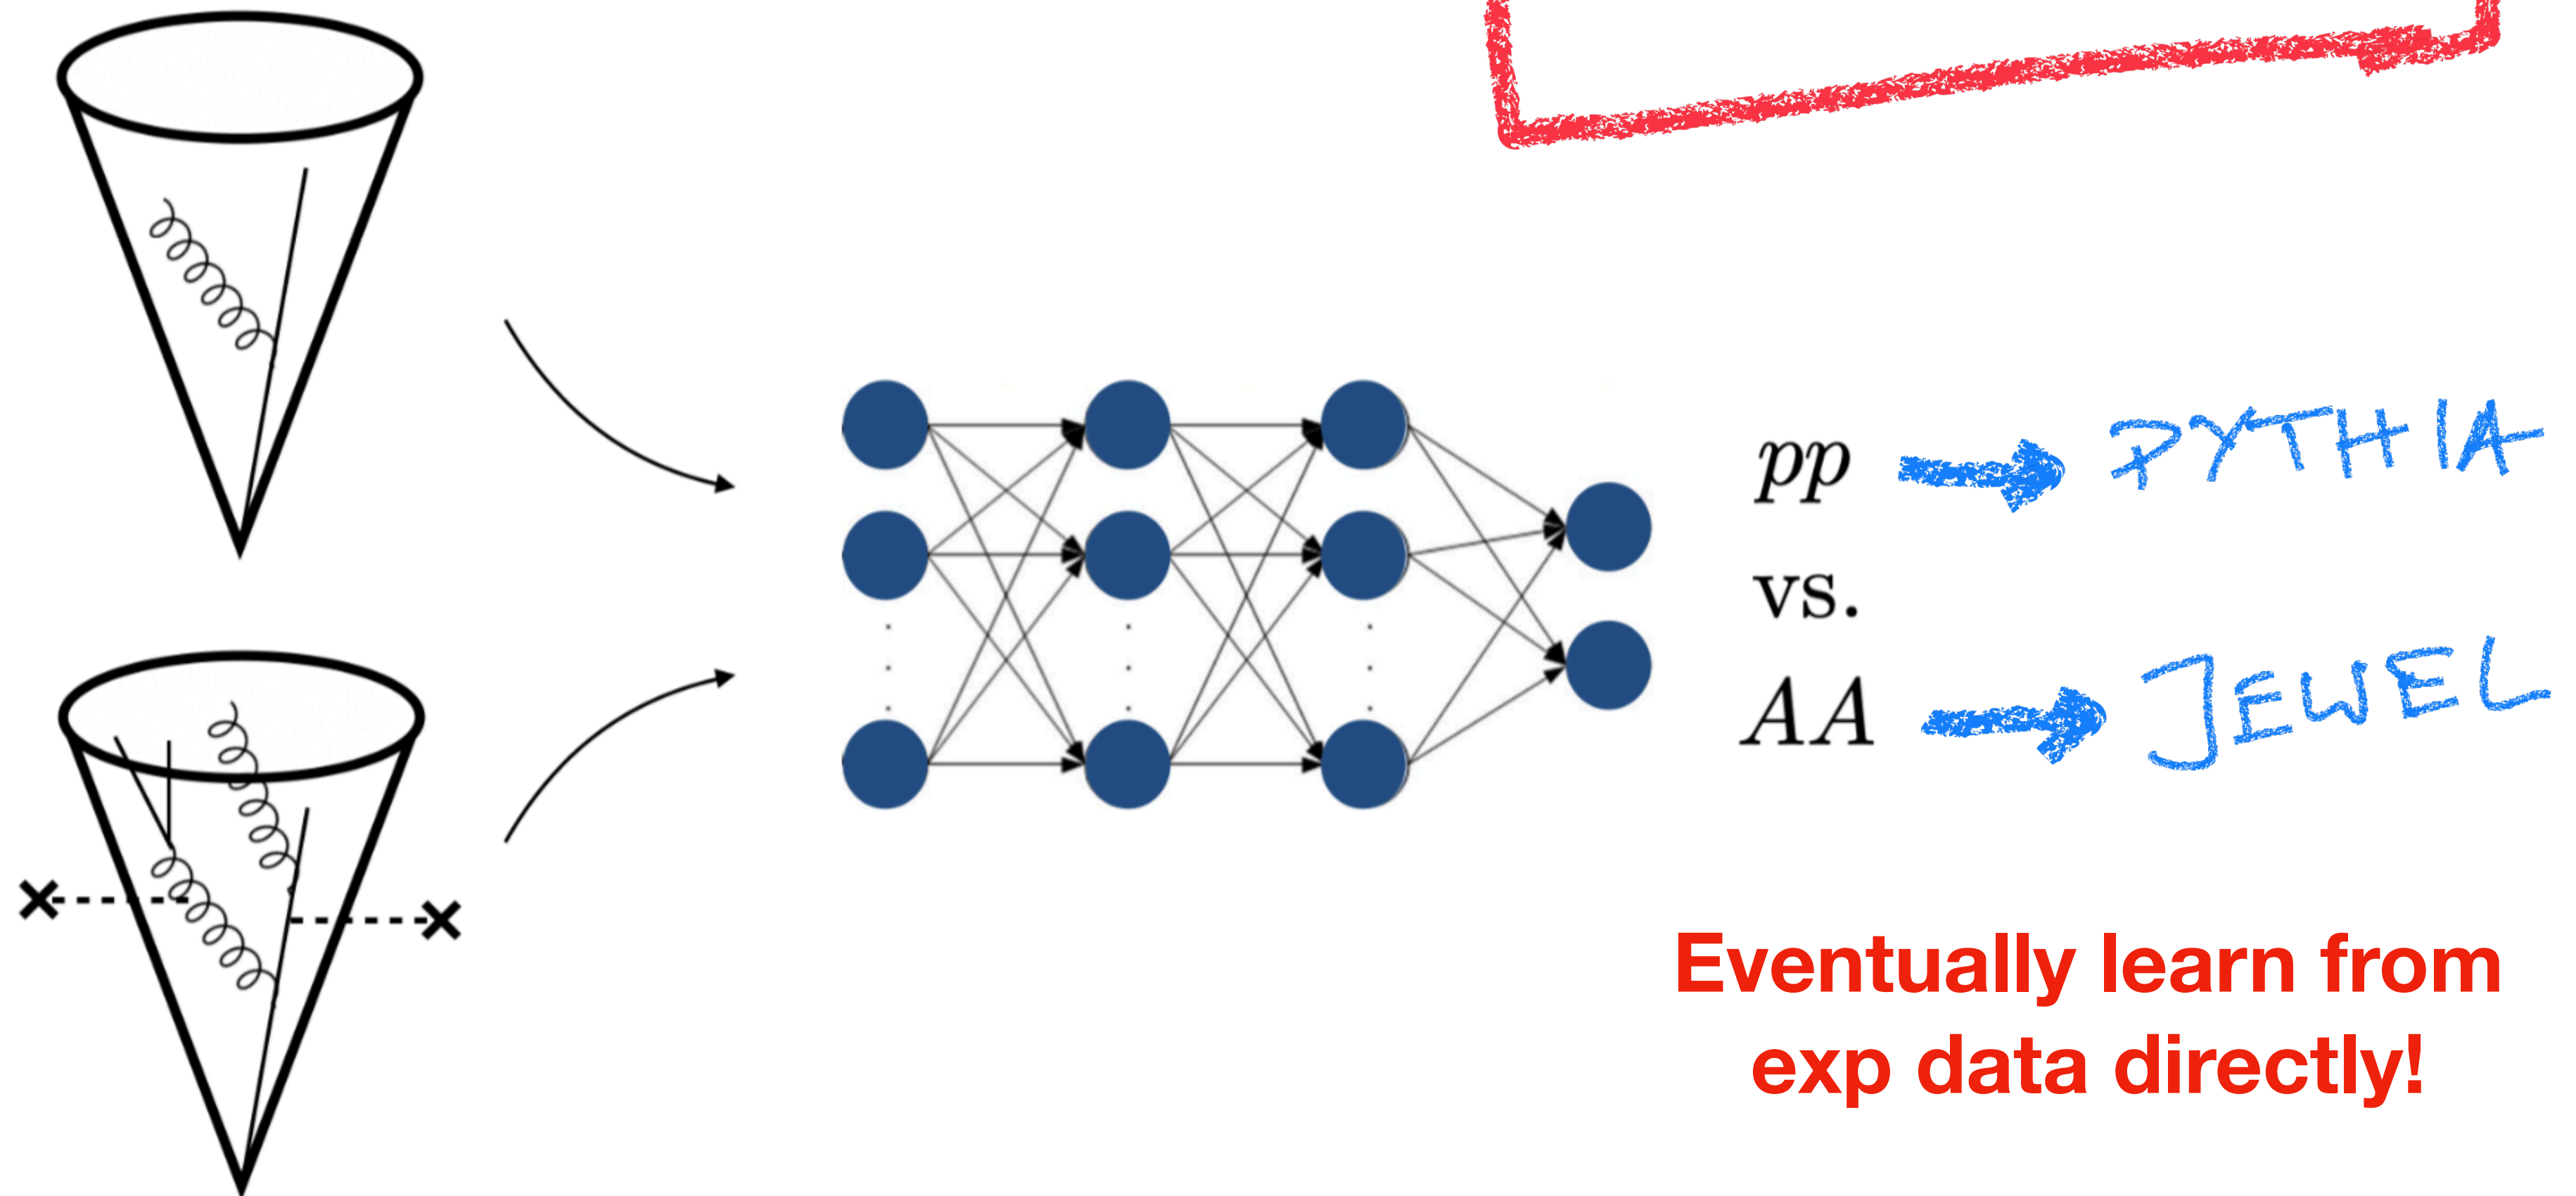 pp PYTHIA
vs.
AA JEWEL
Eventually learn from
exp data directly!